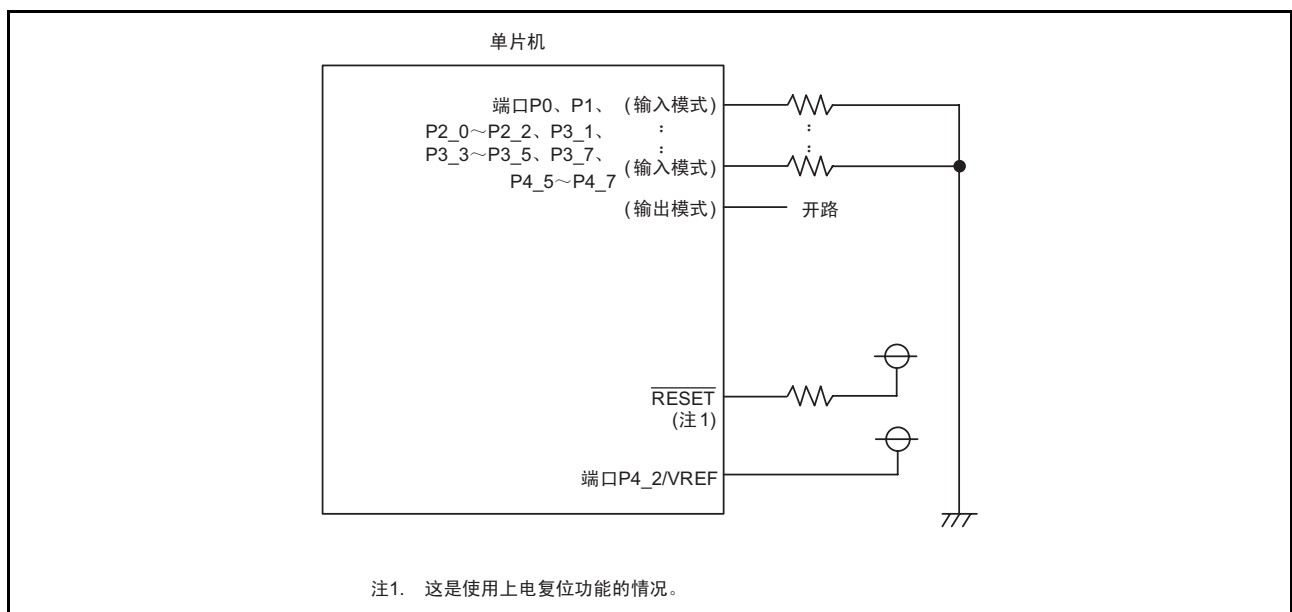 单片机
端口P0、P1、 (输入模式)
P2_0～P2_2、P3_1、
P3_3～P3_5、P3_7、
(输入模式)
P4_5～P4_7
(输出模式) 开路
RESET
(注1)
端口P4_2/VREF
注1. 这是使用上电复位功能的情况。